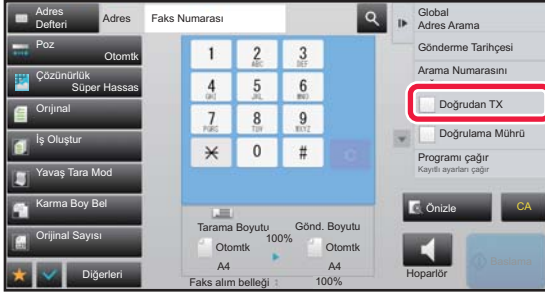 Adres
Defteri
Adres
Faks Numarası
Poz
Otomtk
Çözünürlük
Süper Hassas
Orijinal
İş Oluştur
Yavaş Tara Mod
Karma Boy Bel
Orijinal Sayısı
Diğerleri
1
2
ABC
3
DEF
4
GHI
5
JKL
6
MNO
7
PQRS
8
TUV
9
WXYZ
0
#
C
Tarama Boyutu
Gönd. Boyutu
100%
Otomtk
Otomtk
A4
A4
Faks alım belleği :
100%
Global
Adres Arama
Gönderme Tarihçesi
Arama Numarasını
Doğrudan TX
Doğrulama Mührü
Programı çağır
Kayıtlı ayarları çağır
Önizle
CA
Hoparlör
Başlama